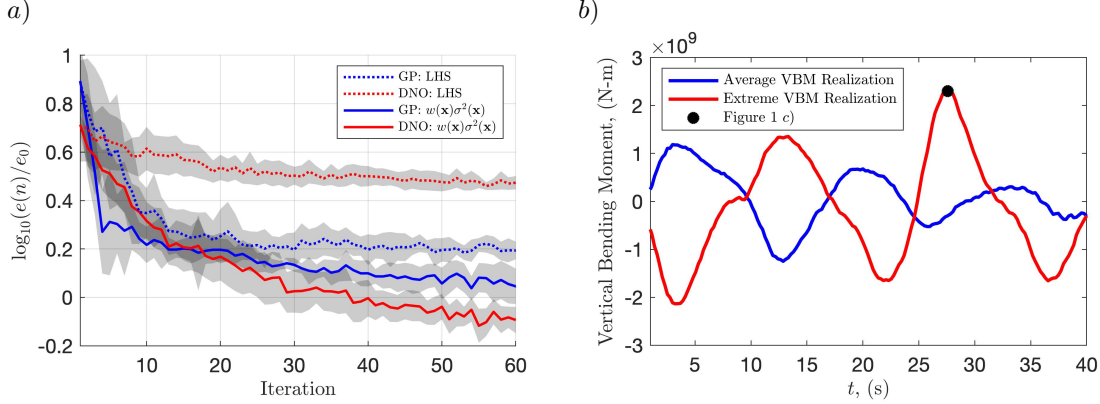 a)
1
0.8
0.6
0.4
0.2
0
-0.2
10
20
30
40
50
60
log₁₀(e(n)/e₀)
Iteration
GP: LHS
DNO: LHS
GP: w(x)σ²(x)
DNO: w(x)σ²(x)
b)
×10⁹
3
2
1
0
-1
-2
-3
5
10
15
20
25
30
35
40
Vertical Bending Moment, (N-m)
t, (s)
Average VBM Realization
Extreme VBM Realization
Figure 1 c)